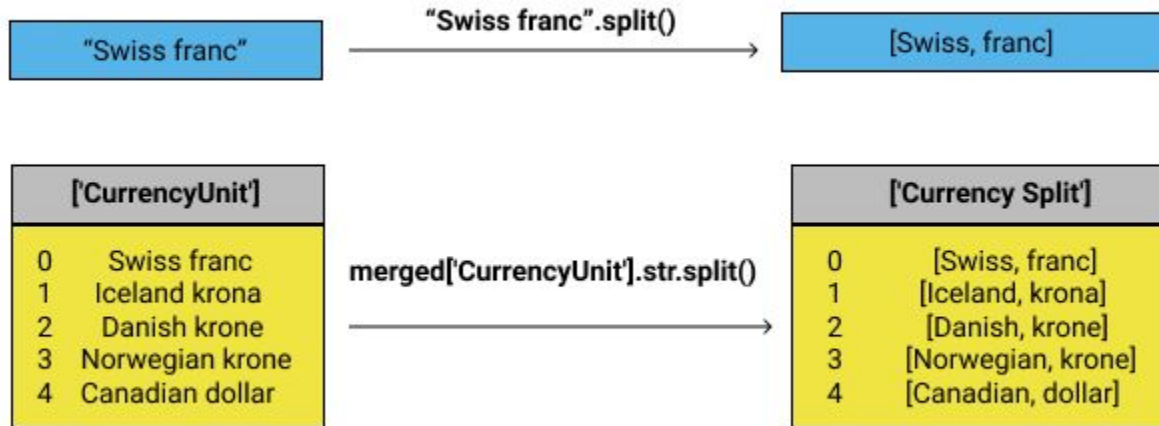 "Swiss franc".split()
“Swiss franc”
[Swiss, franc]
['CurrencyUnit']
['Currency Split']
0 Swiss franc
1 Iceland krona
2 Danish krone
3 Norwegian krone
4 Canadian dollar
merged['CurrencyUnit'].str.split()
0 [Swiss, franc]
1 [Iceland, krona]
2 [Danish, krone]
3 [Norwegian, krone]
4 [Canadian, dollar]